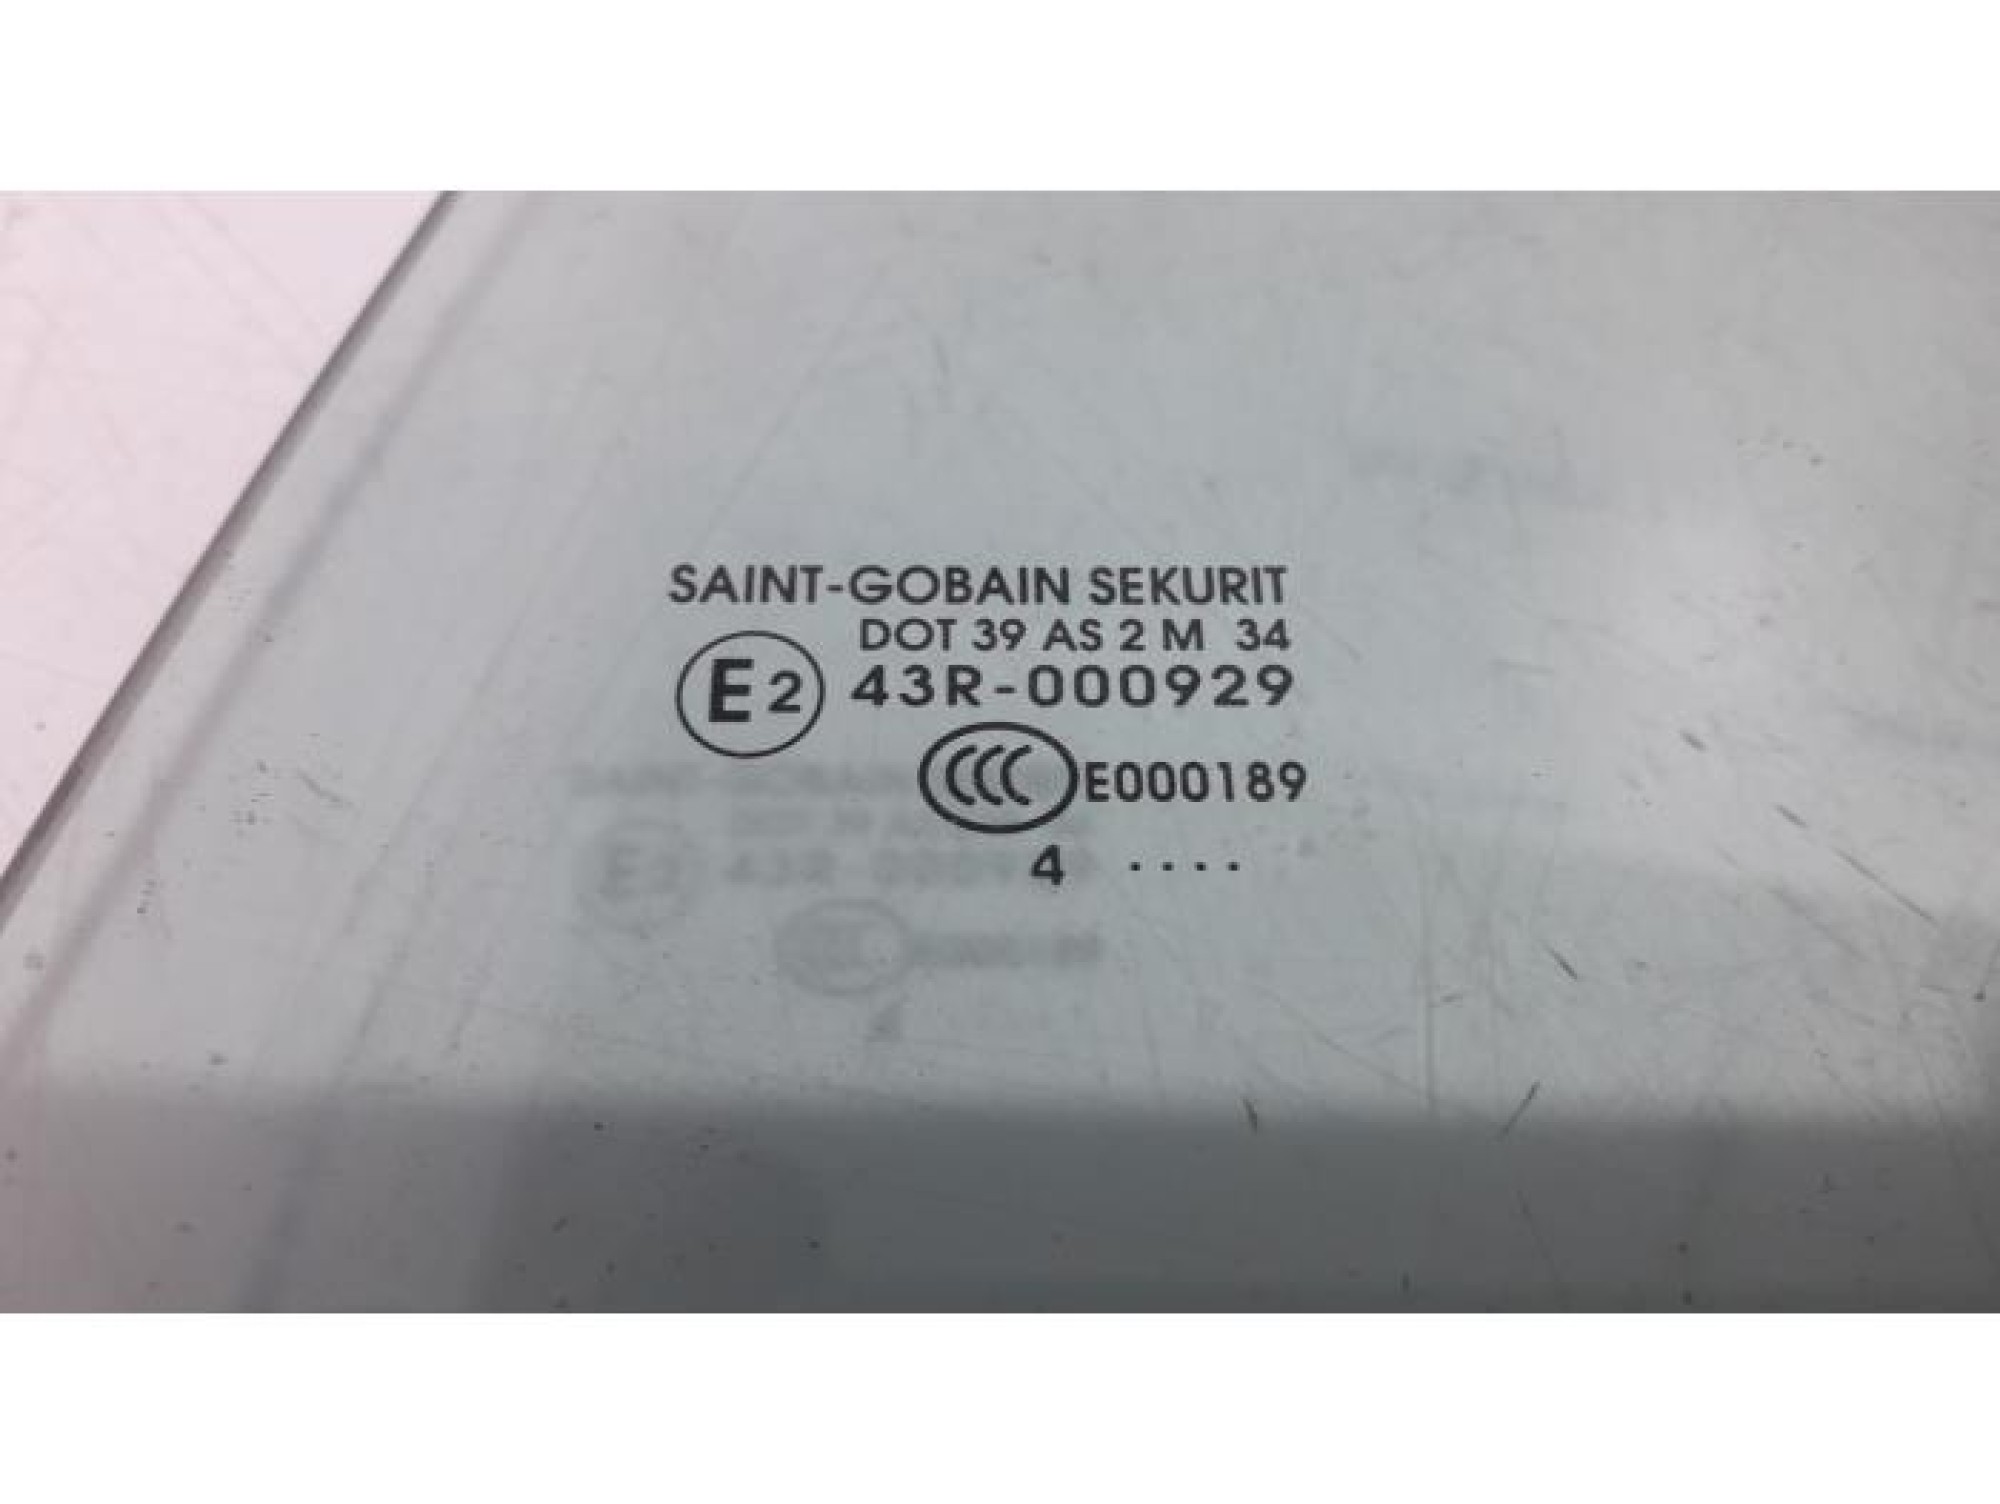 SAINT-GOBAIN SEKURIT
DOT 39 AS 2 M 34
E2 43R-000929
CCC E000189
4 ....